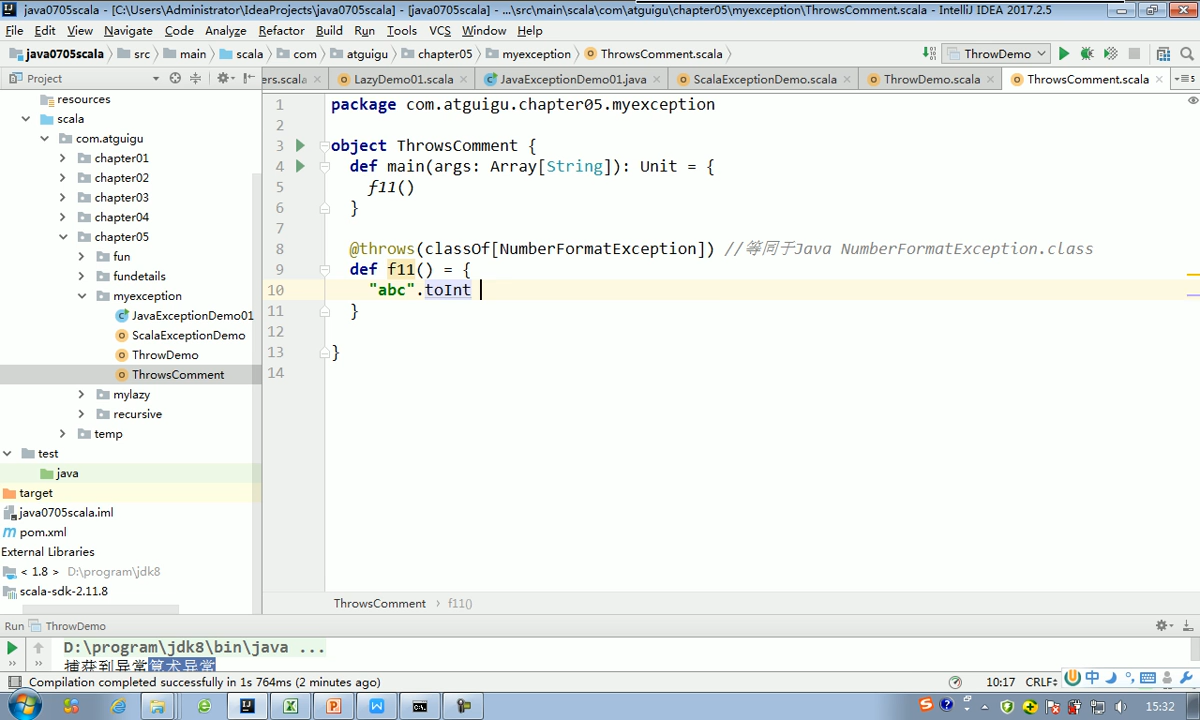 java0705scala - [C:\Users\Administrator\IdeaProjects\java0705scala] - [java0705scala] - ...\src\main\scala\com\atguigu\chapter05\myexception\ThrowsComment.scala - IntelliJ IDEA 2017.2.5
File Edit View Navigate Code Analyze Refactor Build Run Tools VCS Window Help
java0705scala src main scala com atguigu chapter05 myexception ThrowsComment.scala ThrowDemo
Project
ers.scala LazyDemo01.scala JavaExceptionDemo01.java ScalaExceptionDemo.scala ThrowDemo.scala ThrowsComment.scala
resources
scala
com.atguigu
chapter01
chapter02
chapter03
chapter04
chapter05
fun
fundetails
myexception
JavaExceptionDemo01
ScalaExceptionDemo
ThrowDemo
ThrowsComment
mylazy
recursive
temp
test
java
target
java0705scala.iml
pom.xml
External Libraries
< 1.8 > D:\program\jdk8
scala-sdk-2.11.8
1 package com.atguigu.chapter05.myexception
2
3 object ThrowsComment {
4 def main(args: Array[String]): Unit = {
5 f11()
6 }
7
8 @throws(classOf[NumberFormatException]) //等同于Java NumberFormatException.class
9 def f11() = {
10 "abc".toInt
11 }
12
13 }
14
ThrowsComment › f11()
Run ThrowDemo
D:\program\jdk8\bin\java ...
捕获到异常算术异常
Compilation completed successfully in 1s 764ms (2 minutes ago) 10:17 CRLF
中
15:32